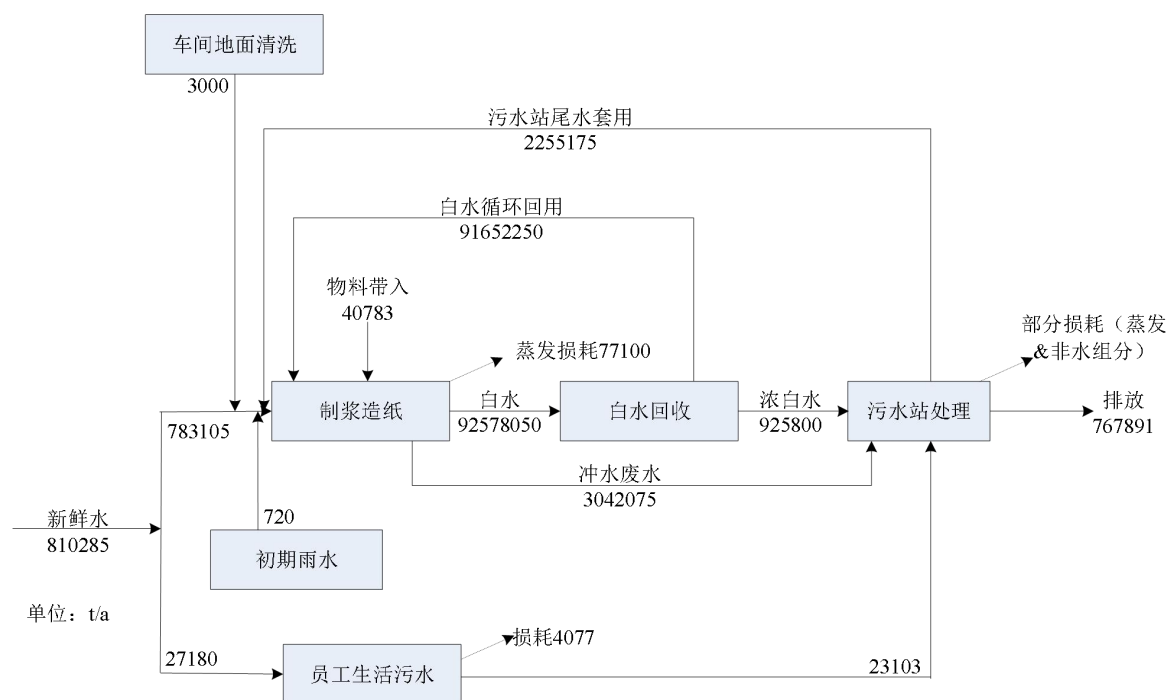 车间地面清洗
3000
污水站尾水套用
2255175
白水循环回用
91652250
物料带入
40783
蒸发损耗77100
部分损耗（蒸发
&非水组分）
制浆造纸
白水
92578050
白水回收
浓白水
925800
污水站处理
排放
767891
783105
冲水废水
3042075
新鲜水
810285
720
初期雨水
单位：t/a
损耗4077
27180
员工生活污水
23103